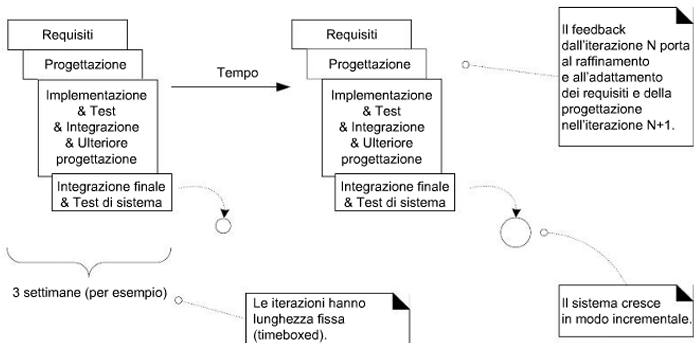 Requisiti
Progettazione
Implementazione
& Test
& Integrazione
& Ulteriore
progettazione
Integrazione finale
& Test di sistema
Tempo
Requisiti
Progettazione
Implementazione
& Test
& Integrazione
& Ulteriore
progettazione
Integrazione finale
& Test di sistema
Il feedback
dall'iterazione N porta
al raffinamento
e all'adattamento
dei requisiti e della
progettazione
nell'iterazione N+1.
3 settimane (per esempio)
Le iterazioni hanno
lunghezza fissa
(timeboxed).
Il sistema cresce
in modo incrementale.